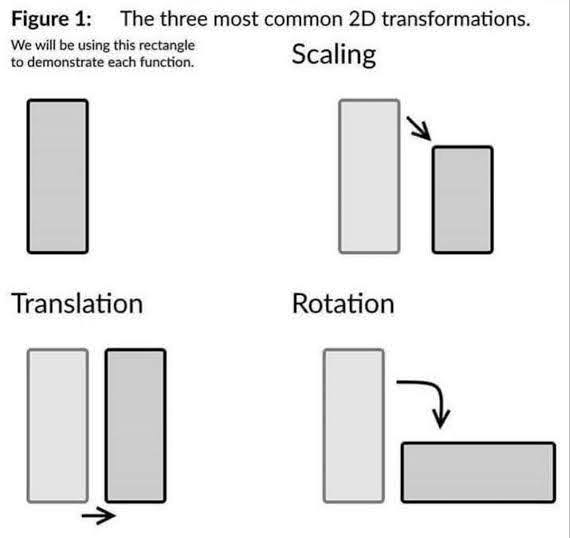 Figure 1: The three most common 2D transformations.
We will be using this rectangle
to demonstrate each function.
Scaling
Translation
Rotation